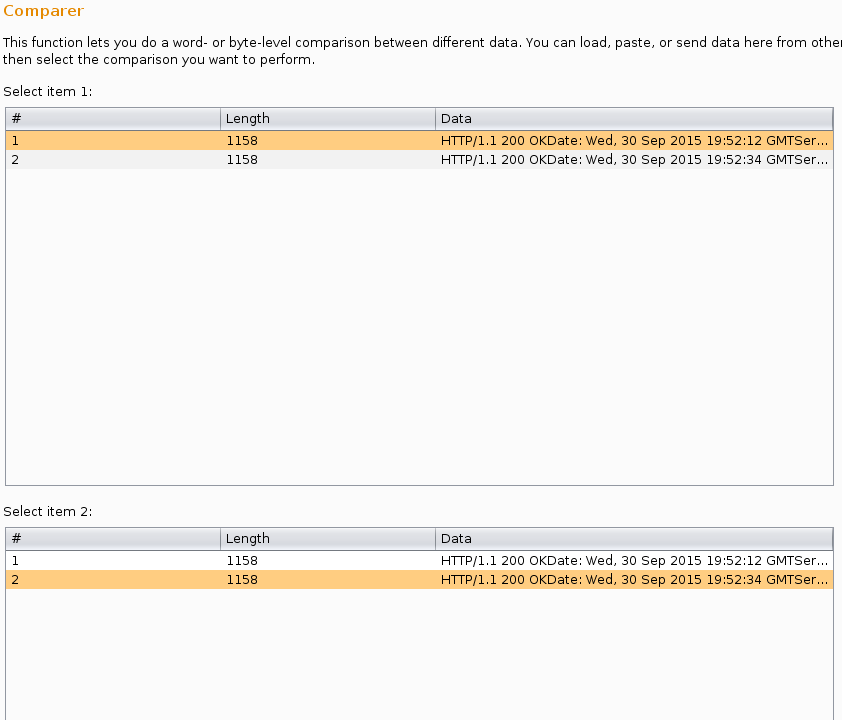 Comparer
This function lets you do a word- or byte-level comparison between different data. You can load, paste, or send data here from other
then select the comparison you want to perform.
Select item 1:
# Length Data
1 1158 HTTP/1.1 200 OKDate: Wed, 30 Sep 2015 19:52:12 GMTSer...
2 1158 HTTP/1.1 200 OKDate: Wed, 30 Sep 2015 19:52:34 GMTSer...
Select item 2:
# Length Data
1 1158 HTTP/1.1 200 OKDate: Wed, 30 Sep 2015 19:52:12 GMTSer...
2 1158 HTTP/1.1 200 OKDate: Wed, 30 Sep 2015 19:52:34 GMTSer...